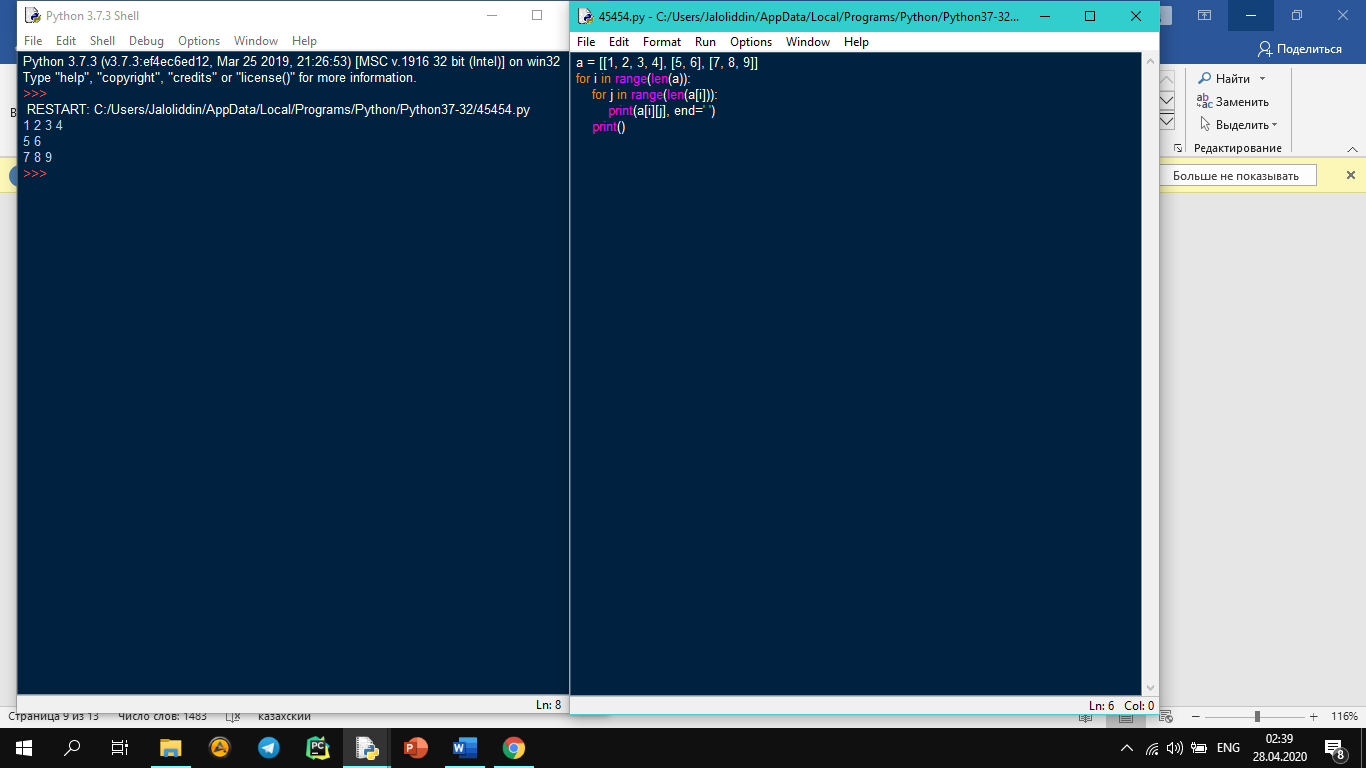 Python 3.7.3 Shell
File Edit Shell Debug Options Window Help
Python 3.7.3 (v3.7.3:ef4ec6ed12, Mar 25 2019, 21:26:53) [MSC v.1916 32 bit (Intel)] on win32
Type "help", "copyright", "credits" or "license()" for more information.
>>>
RESTART: C:/Users/Jaloliddin/AppData/Local/Programs/Python/Python37-32/45454.py
1 2 3 4
5 6
7 8 9
>>>
Ln: 8
45454.py - C:/Users/Jaloliddin/AppData/Local/Programs/Python/Python37-32...
File Edit Format Run Options Window Help
a = [[1, 2, 3, 4], [5, 6], [7, 8, 9]]
for i in range(len(a)):
    for j in range(len(a[i])):
        print(a[i][j], end=' ')
    print()
Ln: 6 Col: 0
Поделиться
Найти
Заменить
Выделить
Редактирование
Больше не показывать
Страница 9 из 13 Число слов: 1483 казахский
116%
ENG
02:39
28.04.2020
8